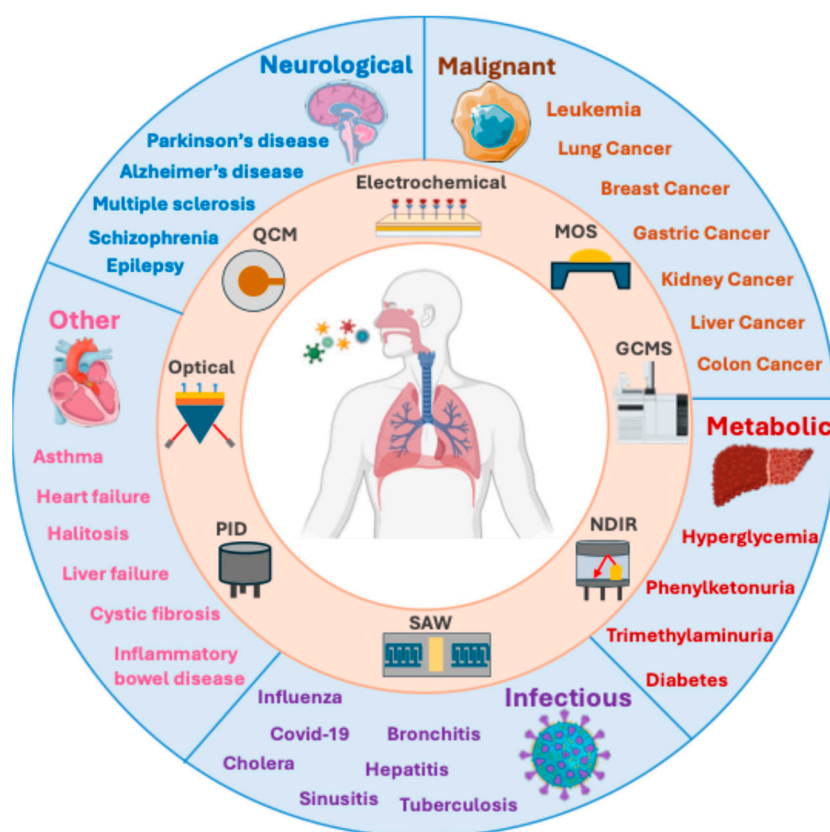 Neurological
Parkinson's disease
Alzheimer's disease
Multiple sclerosis
Schizophrenia
Epilepsy
Malignant
Leukemia
Lung Cancer
Breast Cancer
Gastric Cancer
Kidney Cancer
Liver Cancer
Colon Cancer
Metabolic
Hyperglycemia
Phenylketonuria
Trimethylaminuria
Diabetes
Infectious
Influenza
Covid-19
Bronchitis
Cholera
Hepatitis
Sinusitis
Tuberculosis
Other
Asthma
Heart failure
Halitosis
Liver failure
Cystic fibrosis
Inflammatory
bowel disease
Electrochemical
MOS
GCMS
NDIR
SAW
PID
Optical
QCM